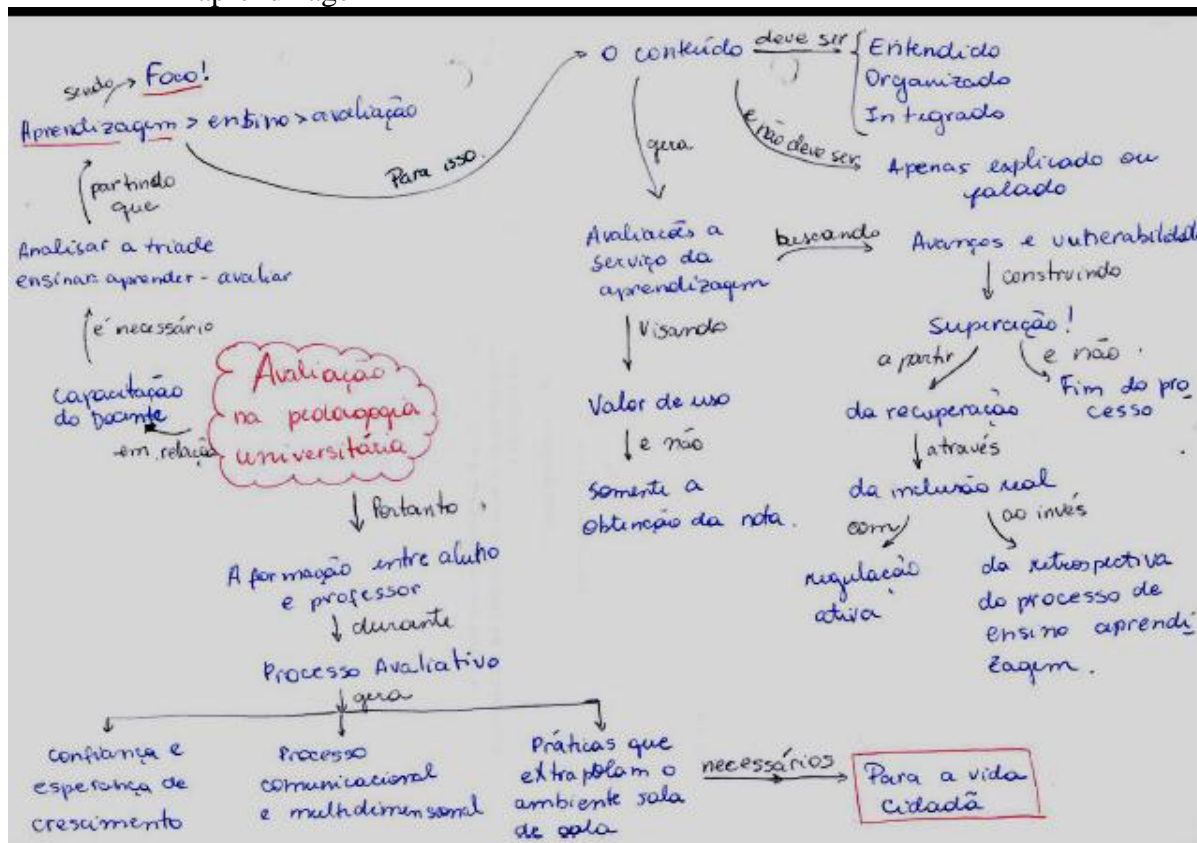 sendo
Foco!
Aprendizagem > ensino > avaliação
partindo
que
Analisar a tríade
ensinar-aprender-avaliar
é necessário
Capacitação
do Docente
em relação
Avaliação
na pedagogia
universitária
Para isso.
O conteúdo
deve ser
Entendido
Organizado
Integrado
e não deve ser
Apenas explicado ou
falado
gera
Avaliações a
serviço da
aprendizagem
Visando
Valor de uso
e não
somente a
obtenção da nota.
buscando
Avanços e vulnerabilidad
construindo
Superação!
a partir
e não
da recuperação
Fim do pro
cesso
através
da inclusão real
com
ao invés
regulação
ativa
da retrospectiva
do processo de
ensino aprendi
zagem.
Portanto
A formação entre aluno
e professor
durante
Processo Avaliativo
gera
Confiança e
esperança de
crescimento
Processo
comunicacional
e multidimensional
Práticas que
extrapolam o
ambiente sala
de aula
necessários
Para a vida
cidadã